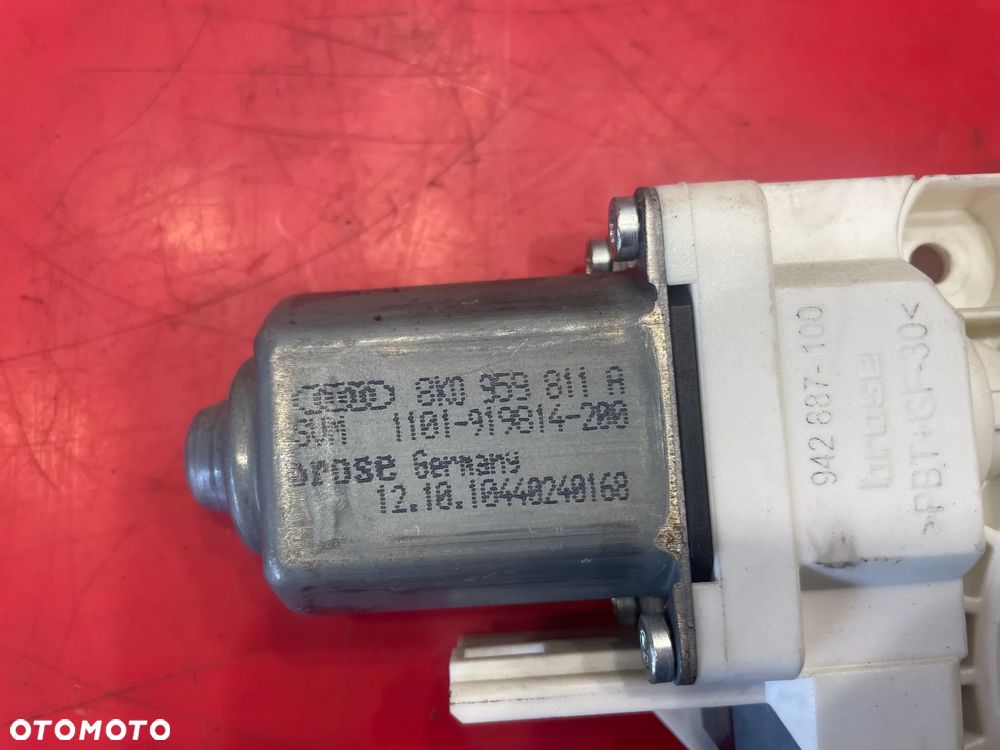 8K0 959 811 A
GUM 1101-919814-200
brose Germany
12.10.10440240168
942 887-100
brose
>PBT+GF-30<
OTOMOTO